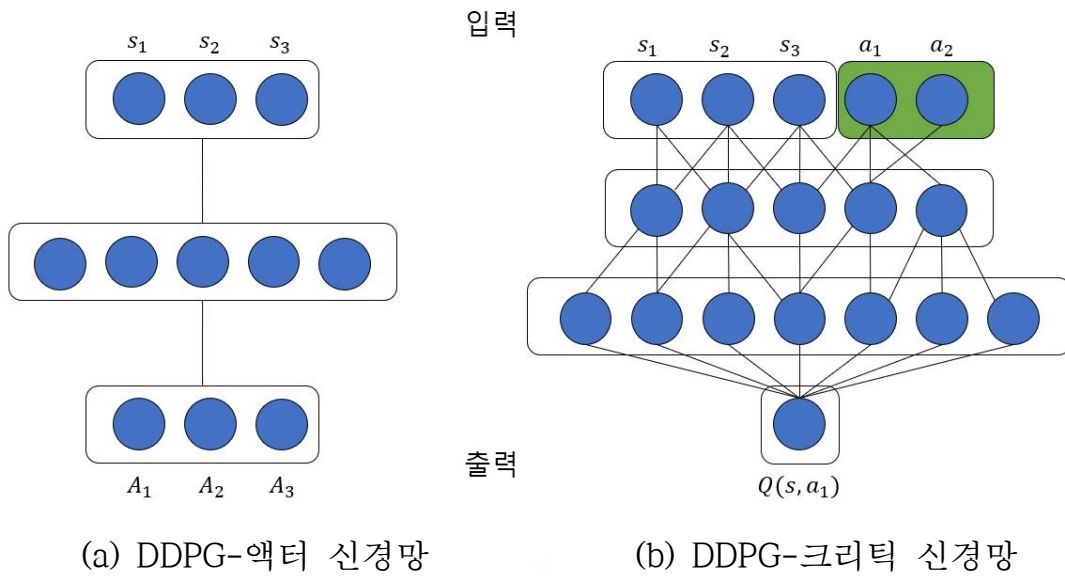 입력
s₁ s₂ s₃
s₁ s₂ s₃ a₁ a₂
출력
A₁ A₂ A₃
Q(s, a₁)
(a) DDPG-액터 신경망
(b) DDPG-크리틱 신경망